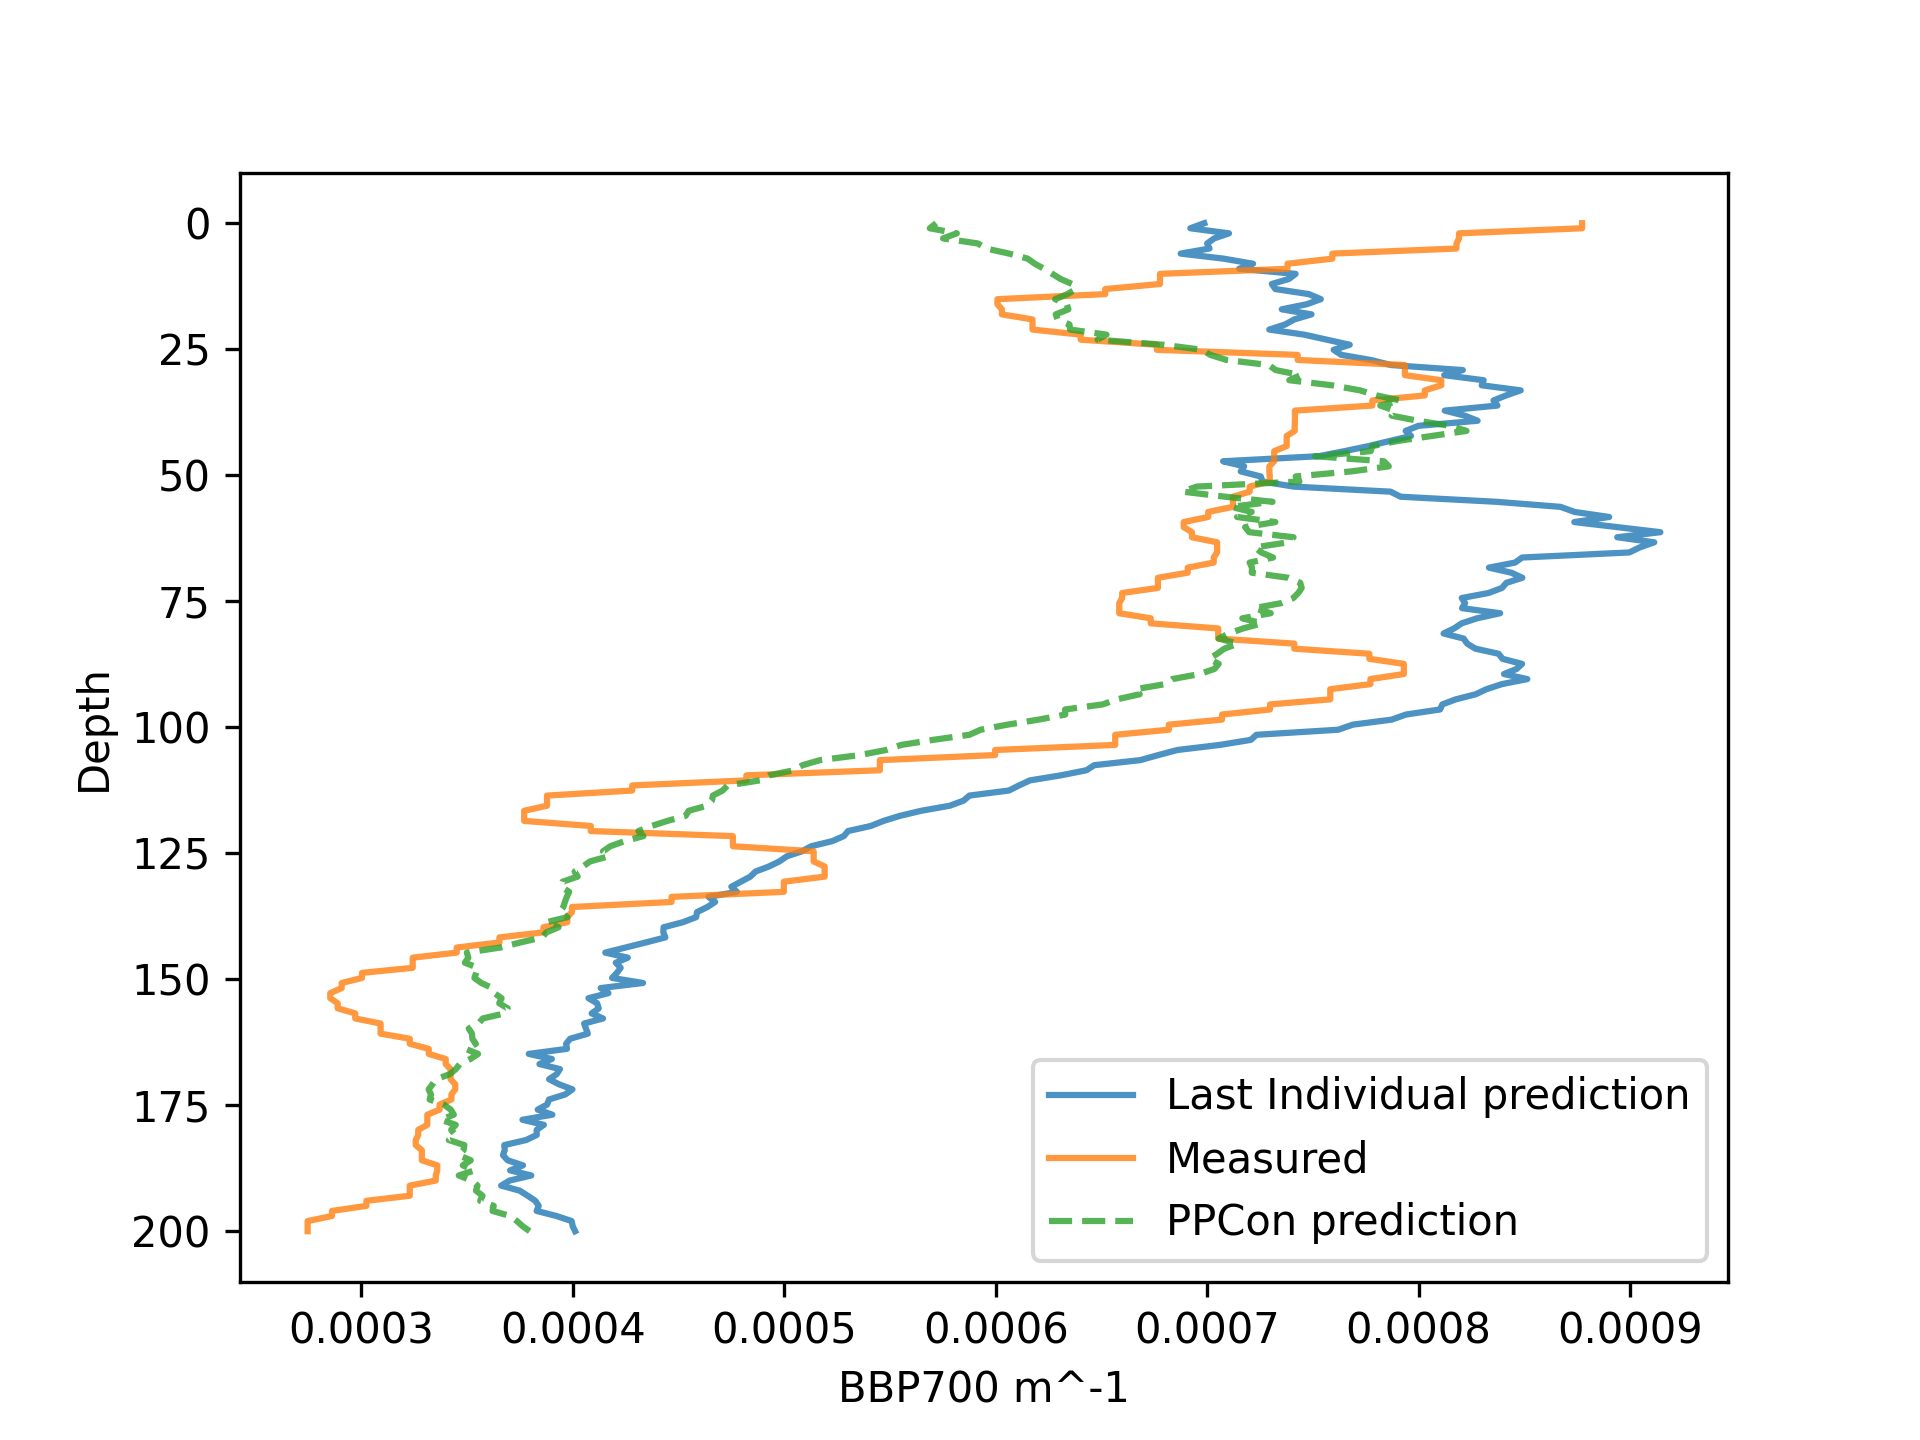 0
25
50
75
100
125
150
175
200
Depth
0.0003 0.0004 0.0005 0.0006 0.0007 0.0008 0.0009
BBP700 m^-1
Last Individual prediction
Measured
PPCon prediction